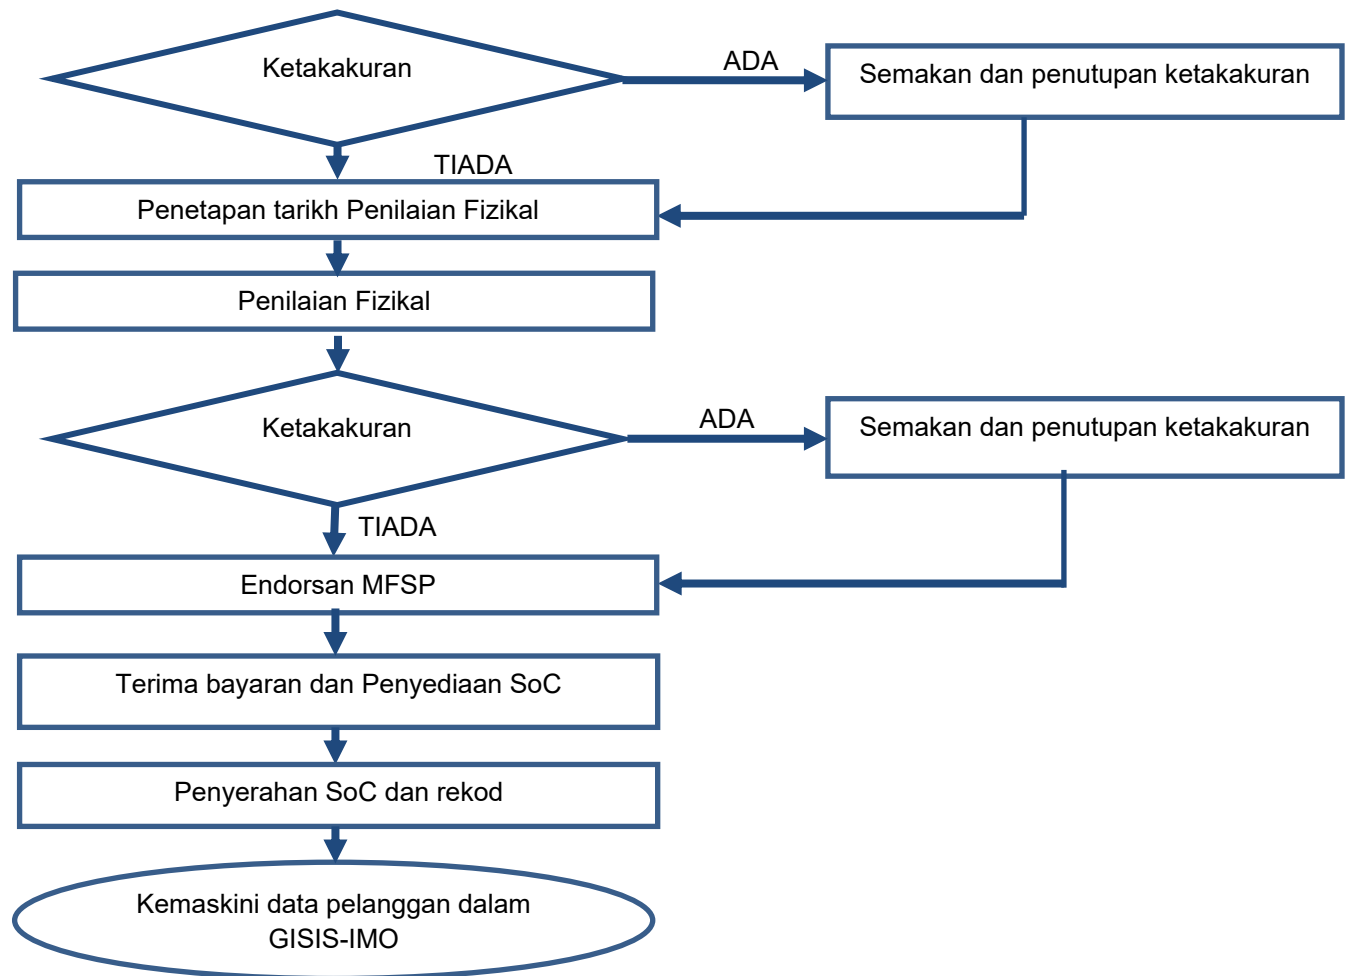 Ketakakuran
ADA
Semakan dan penutupan ketakakuran
TIADA
Penetapan tarikh Penilaian Fizikal
Penilaian Fizikal
Ketakakuran
ADA
Semakan dan penutupan ketakakuran
TIADA
Endorsan MFSP
Terima bayaran dan Penyediaan SoC
Penyerahan SoC dan rekod
Kemaskini data pelanggan dalam
GISIS-IMO